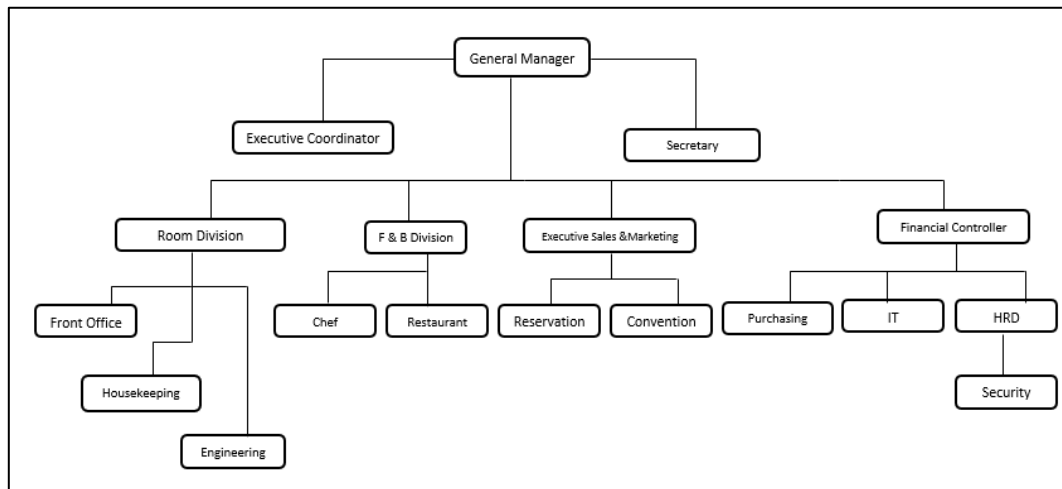 General Manager
Executive Coordinator
Secretary
Room Division
F & B Division
Executive Sales &Marketing
Financial Controller
Front Office
Chef
Restaurant
Reservation
Convention
Purchasing
IT
HRD
Housekeeping
Security
Engineering